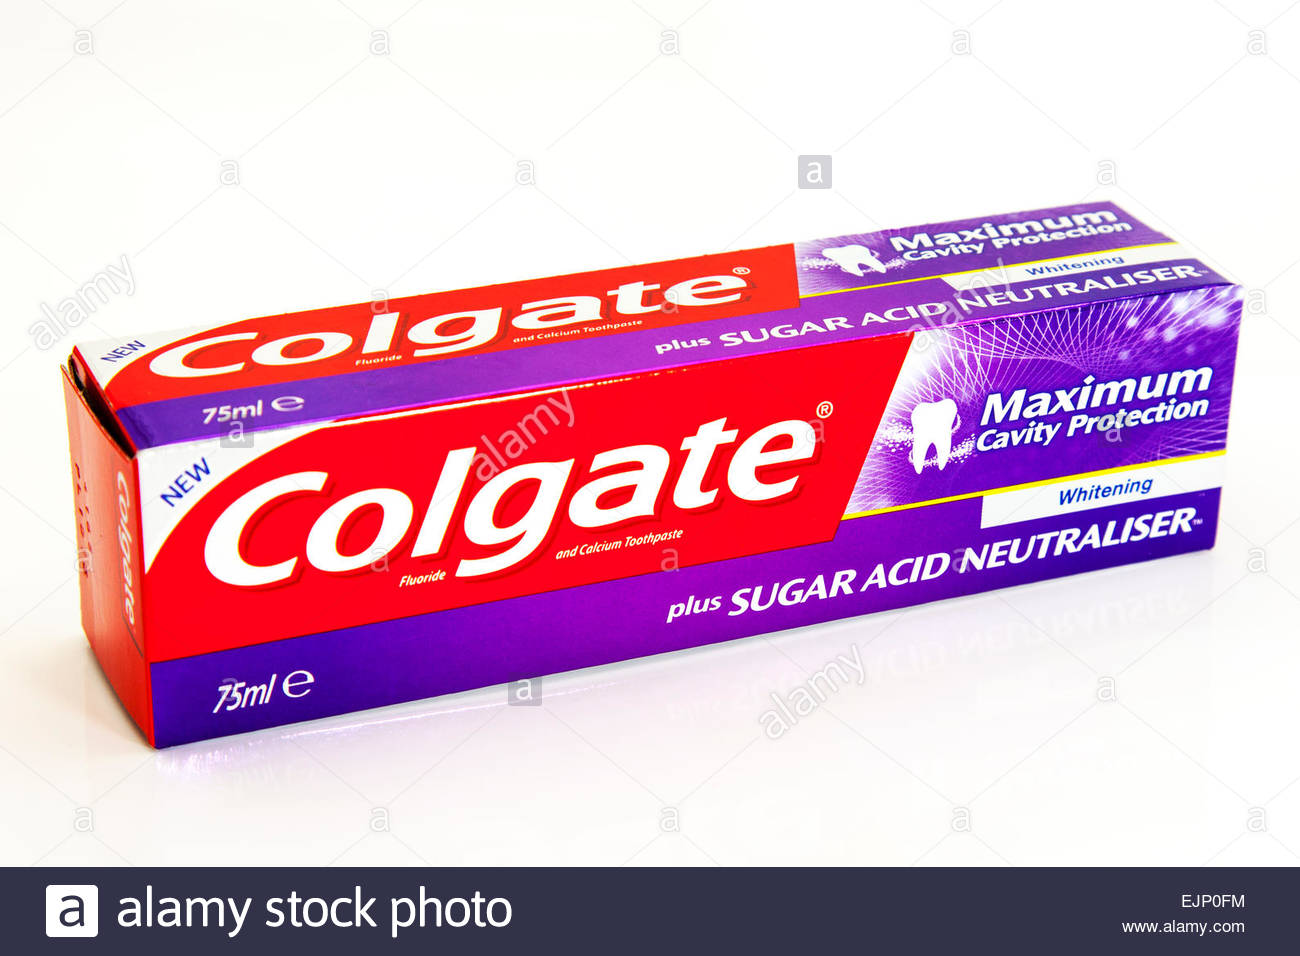 Maximum
Cavity Protection
Whitening
Colgate®
Fluoride and Calcium Toothpaste
plus SUGAR ACID NEUTRALISER™
NEW
75ml ℮
Maximum
Cavity Protection
Whitening
NEW
Colgate®
Fluoride and Calcium Toothpaste
plus SUGAR ACID NEUTRALISER™
75ml ℮
Colgate
a alamy stock photo
EJP0FM
www.alamy.com
a
alamy
alamy
alamy